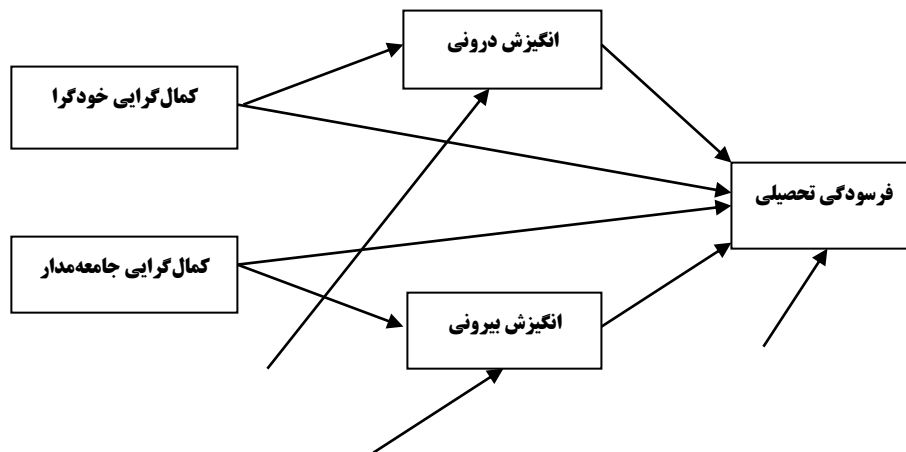 انگیزش درونی
کمال‌گرایی خودگرا
فرسودگی تحصیلی
کمال‌گرایی جامعه‌مدار
انگیزش بیرونی